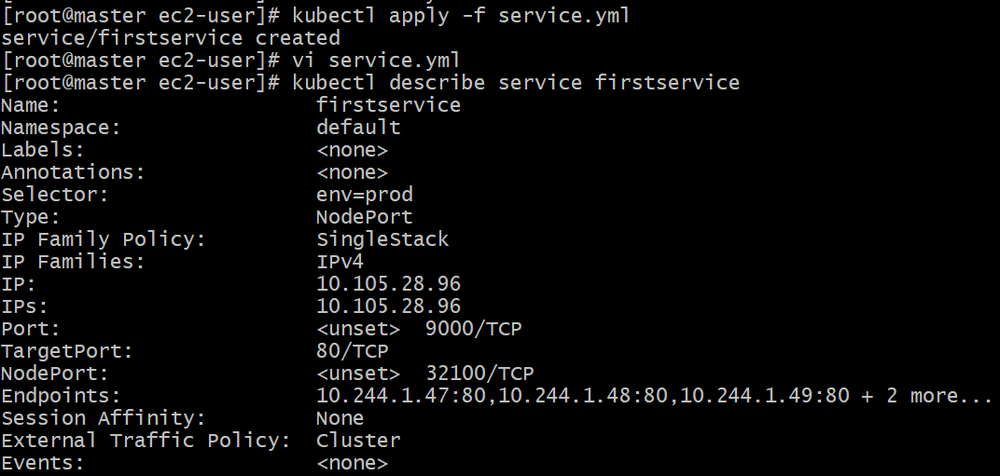 [root@master ec2-user]# kubectl apply -f service.yml
service/firstservice created
[root@master ec2-user]# vi service.yml
[root@master ec2-user]# kubectl describe service firstservice
Name:                     firstservice
Namespace:                default
Labels:                   <none>
Annotations:              <none>
Selector:                 env=prod
Type:                     NodePort
IP Family Policy:         SingleStack
IP Families:              IPv4
IP:                       10.105.28.96
IPs:                      10.105.28.96
Port:                     <unset>  9000/TCP
TargetPort:               80/TCP
NodePort:                 <unset>  32100/TCP
Endpoints:                10.244.1.47:80,10.244.1.48:80,10.244.1.49:80 + 2 more...
Session Affinity:         None
External Traffic Policy:  Cluster
Events:                   <none>